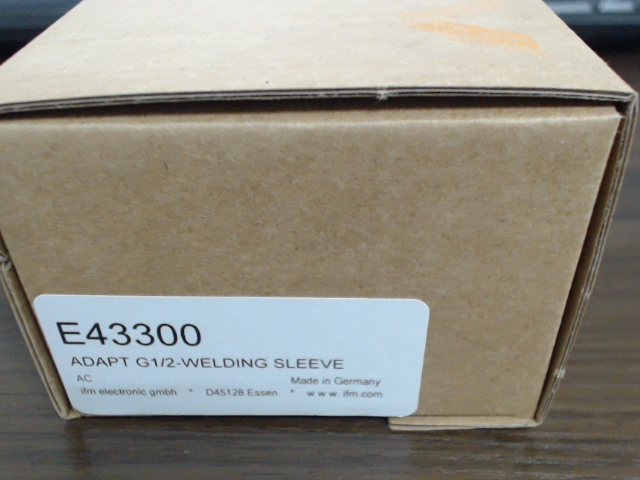 E43300
ADAPT G1/2-WELDING SLEEVE
AC Made in Germany
ifm electronic gmbh * D45128 Essen * www.ifm.com